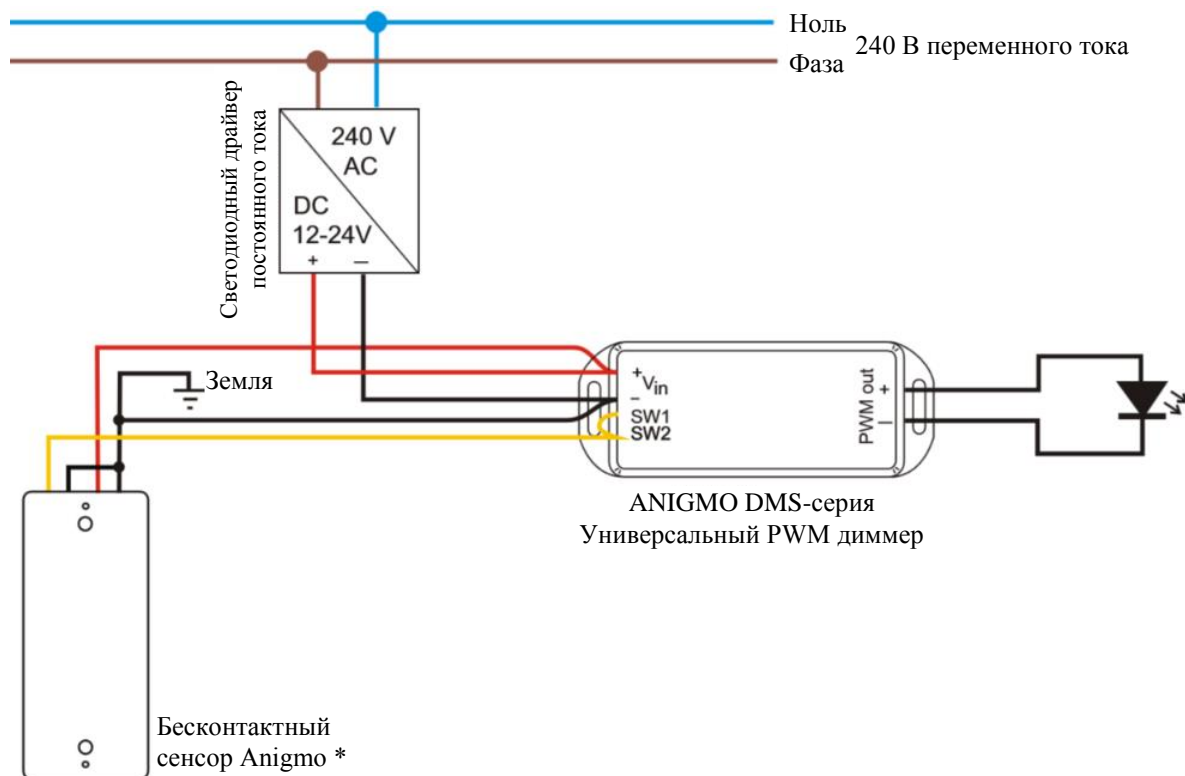 Ноль
Фаза
240 В переменного тока
Светодиодный драйвер
постоянного тока
240 V
AC
DC
12-24V
+ —
Земля
+
Vin
-
SW1
SW2
PWM out
+
—
ANIGMO DMS-серия
Универсальный PWM диммер
Бесконтактный
сенсор Anigmo *